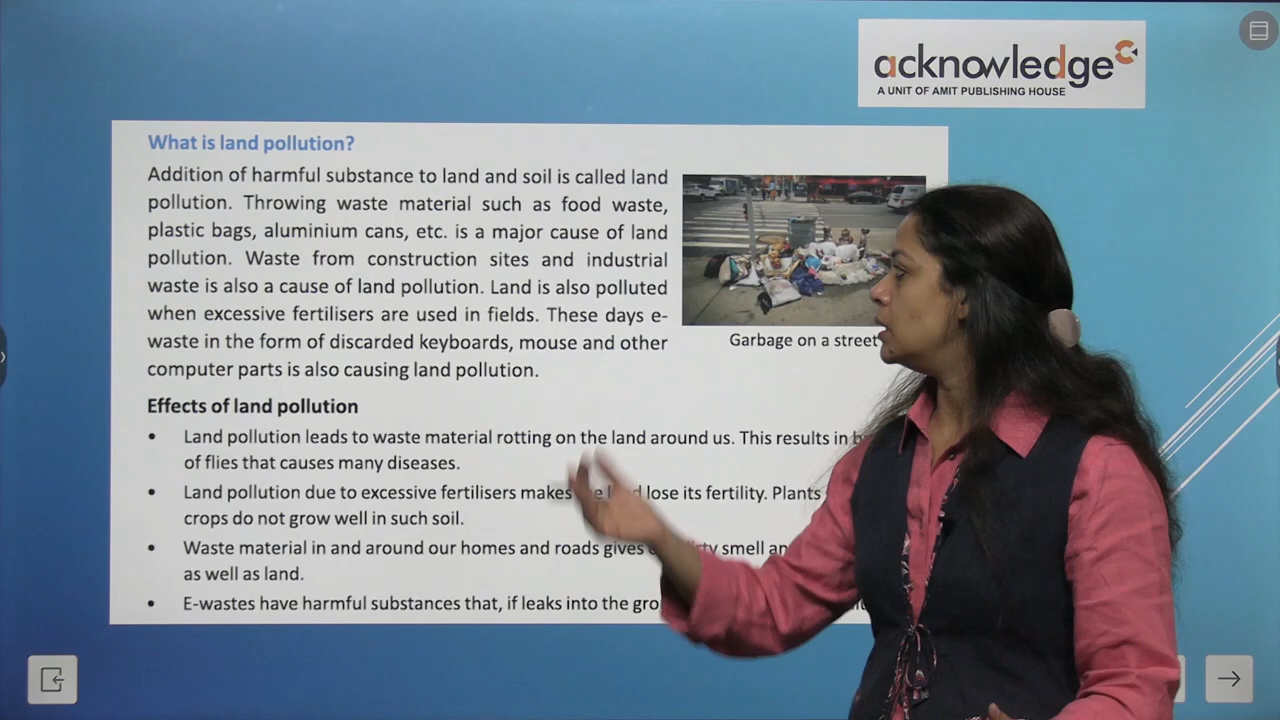 acknowledge
A UNIT OF AMIT PUBLISHING HOUSE
What is land pollution?
Addition of harmful substance to land and soil is called land
pollution. Throwing waste material such as food waste,
plastic bags, aluminium cans, etc. is a major cause of land
pollution. Waste from construction sites and industrial
waste is also a cause of land pollution. Land is also polluted
when excessive fertilisers are used in fields. These days e-
waste in the form of discarded keyboards, mouse and other
computer parts is also causing land pollution.
Garbage on a street
Effects of land pollution
• Land pollution leads to waste material rotting on the land around us. This results in
of flies that causes many diseases.
• Land pollution due to excessive fertilisers makes lose its fertility. Plants
crops do not grow well in such soil.
• Waste material in and around our homes and roads gives smell
as well as land.
• E-wastes have harmful substances that, if leaks into the